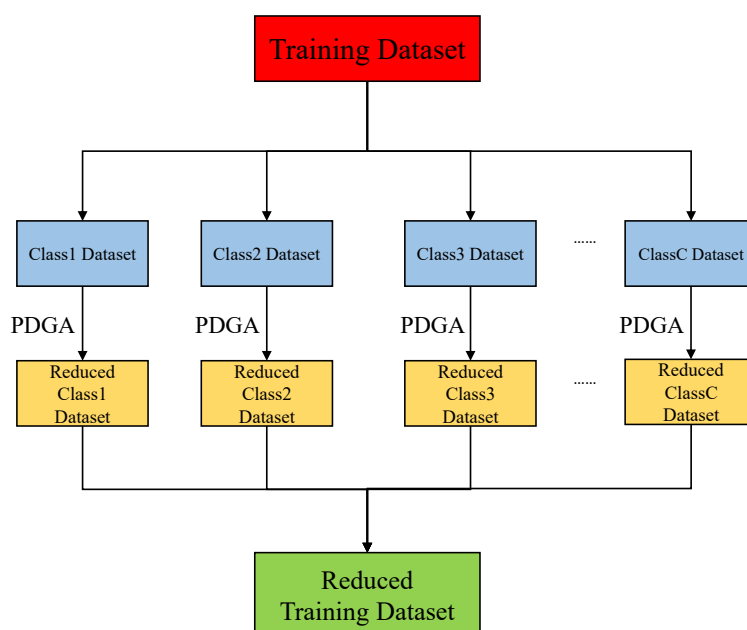 Training Dataset
Class1 Dataset
Class2 Dataset
Class3 Dataset
......
ClassC Dataset
PDGA
PDGA
PDGA
PDGA
Reduced
Class1
Dataset
Reduced
Class2
Dataset
Reduced
Class3
Dataset
......
Reduced
ClassC
Dataset
Reduced
Training Dataset